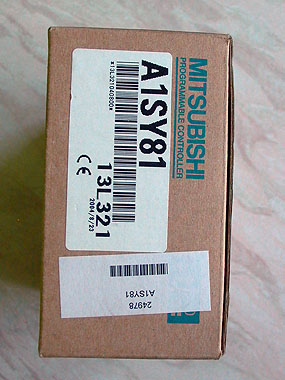 MITSUBISHI
PROGRAMMABLE CONTROLLER
A1SY81
13L321
2004/8/23
CE
24978
A1SY81